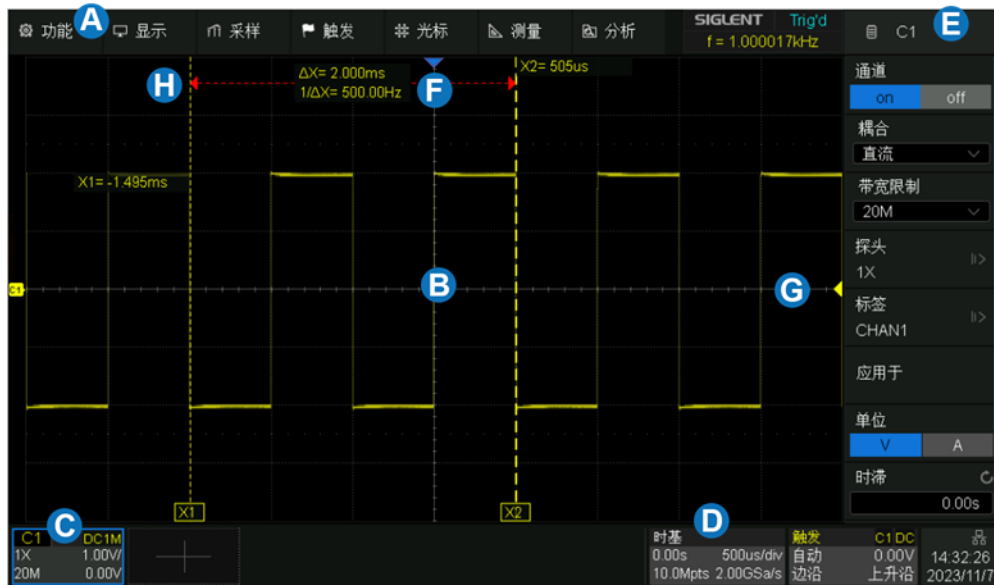 功能 A 显示 采样 触发 光标 测量 分析
SIGLENT Trig'd
f = 1.000017kHz
C1 E
H
ΔX= 2.000ms
1/ΔX= 500.00Hz
F
X2= 505us
X1= -1.495ms
C1
B
G
X1
X2
通道
on off
耦合
直流
带宽限制
20M
探头
1X
标签
CHAN1
应用于
单位
V A
时滞
0.00s
C
C1 DC1M
1X 1.00V/
20M 0.00V
D
时基
0.00s 500us/div
10.0Mpts 2.00GSa/s
触发 C1 DC
自动 0.00V
边沿 上升沿
14:32:26
2023/11/7